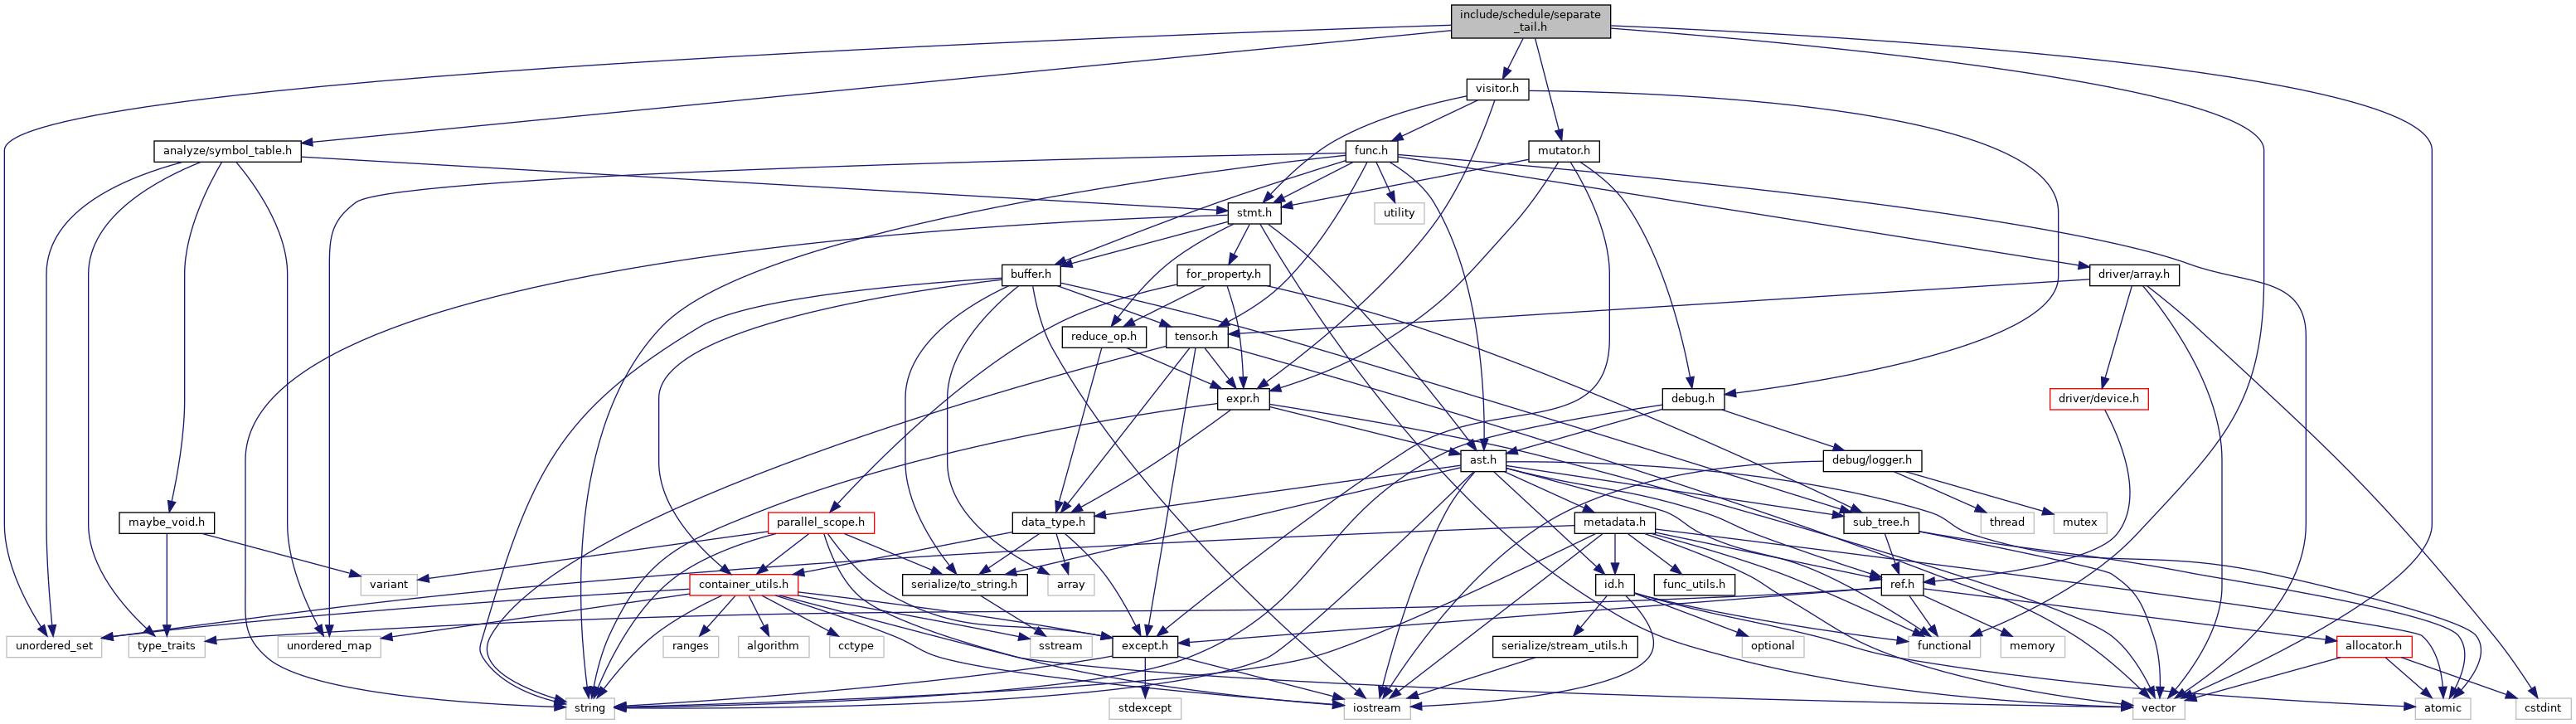 include/schedule/separate
_tail.h
visitor.h
analyze/symbol_table.h
func.h
mutator.h
stmt.h
utility
buffer.h
for_property.h
driver/array.h
reduce_op.h
tensor.h
expr.h
debug.h
driver/device.h
ast.h
debug/logger.h
maybe_void.h
parallel_scope.h
data_type.h
metadata.h
sub_tree.h
thread
mutex
variant
container_utils.h
serialize/to_string.h
array
id.h
func_utils.h
ref.h
unordered_set
type_traits
unordered_map
ranges
algorithm
cctype
sstream
except.h
serialize/stream_utils.h
optional
functional
memory
allocator.h
string
stdexcept
iostream
vector
atomic
cstdint